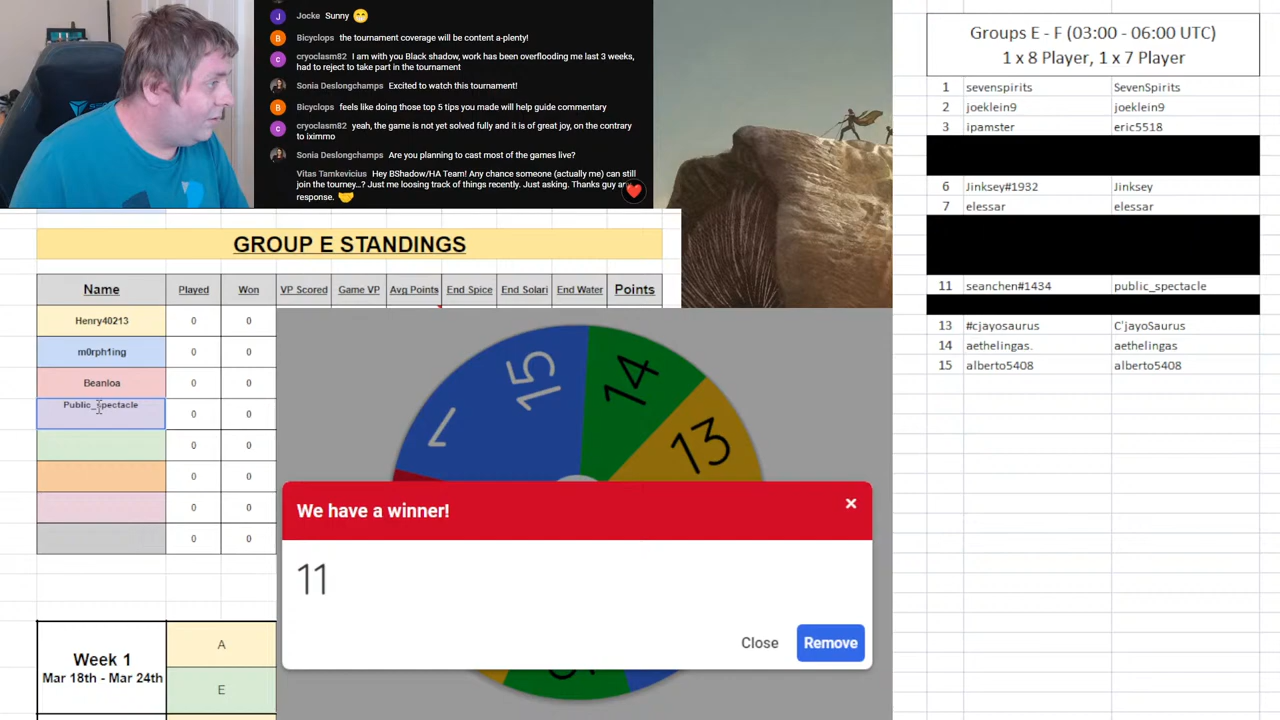 J Jocke Sunny 😁
B Bicyclops the tournament coverage will be content a-plenty!
c cryoclasm82 I am with you Black shadow, work has been overflooding me last 3 weeks,
had to reject to take part in the tournament
Sonia Deslongchamps Excited to watch this tournament!
B Bicyclops feels like doing those top 5 tips you made will help guide commentary
c cryoclasm82 yeah, the game is not yet solved fully and it is of great joy, on the contrary
to iximmo
Sonia Deslongchamps Are you planning to cast most of the games live?
Vitas Tamkevicius Hey BShadow/HA Team! Any chance someone (actually me) can still
join the tourney...? Just me loosing track of things recently. Just asking. Thanks guy any
response. 🤝
Groups E - F (03:00 - 06:00 UTC)
1 x 8 Player, 1 x 7 Player
1 sevenspirits SevenSpirits
2 joeklein9 joeklein9
3 ipamster eric5518
6 Jinksey#1932 Jinksey
7 elessar elessar
11 seanchen#1434 public_spectacle
13 #cjayosaurus C'jayoSaurus
14 aethelingas. aethelingas
15 alberto5408 alberto5408
GROUP E STANDINGS
Name Played Won VP Scored Game VP Avg Points End Spice End Solari End Water Points
Henry40213 0 0
m0rph1ing 0 0
Beanloa 0 0
Public_spectacle 0 0
0 0
0 0
0 0
0 0
Week 1
Mar 18th - Mar 24th
A
E
7
15
14
13
We have a winner!
×
11
Close Remove